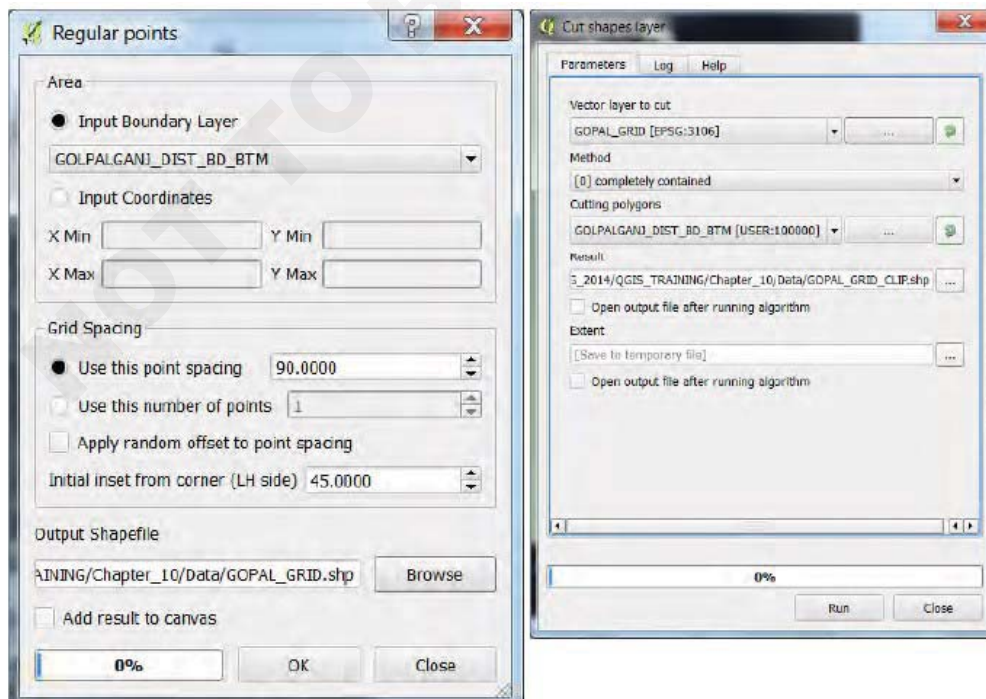 Regular points
Area
Input Boundary Layer
GOLPALGANJ_DIST_BD_BTM
Input Coordinates
X Min
Y Min
X Max
Y Max
Grid Spacing
Use this point spacing 90.0000
Use this number of points 1
Apply random offset to point spacing
Initial inset from corner (LH side) 45.0000
Output Shapefile
AINING/Chapter_10/Data/GOPAL_GRID.shp Browse
Add result to canvas
0% OK Close
Cut shapes layer
Parameters Log Help
Vector layer to cut
GOPAL_GRID [EPSG:3106] ...
Method
[0] completely contained
Cutting polygons
GOLPALGANJ_DIST_BD_BTM [USER:100000] ...
Result
G_2014/QGIS_TRAINING/Chapter_10/Data/GOPAL_GRID_CLIP.shp ...
Open output file after running algorithm
Extent
[Save to temporary file] ...
Open output file after running algorithm
0%
Run Close